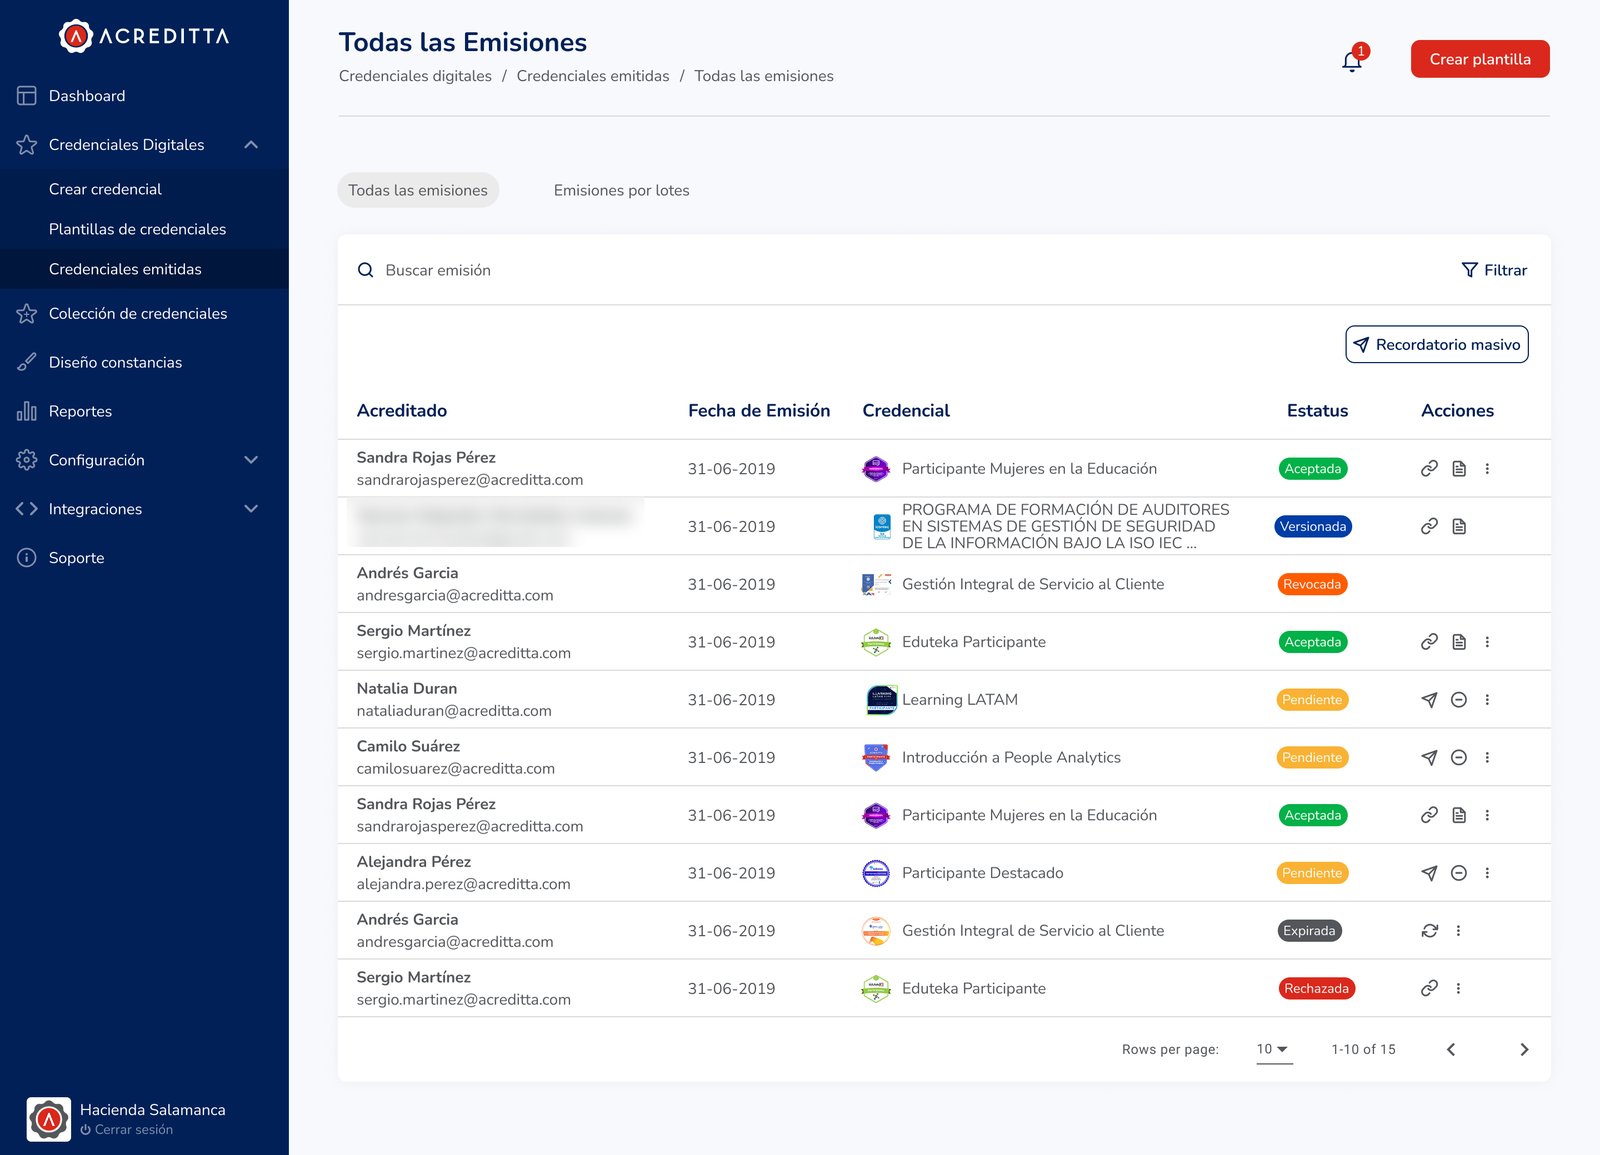 ACREDITTA
Dashboard
Credenciales Digitales
Crear credencial
Plantillas de credenciales
Credenciales emitidas
Colección de credenciales
Diseño constancias
Reportes
Configuración
Integraciones
Soporte
Hacienda Salamanca
Cerrar sesión
Todas las Emisiones
Credenciales digitales / Credenciales emitidas / Todas las emisiones
1
Crear plantilla
Todas las emisiones
Emisiones por lotes
Buscar emisión
Filtrar
Recordatorio masivo
Acreditado Fecha de Emisión Credencial Estatus Acciones
Sandra Rojas Pérez
sandrarojasperez@acreditta.com
31-06-2019
Participante Mujeres en la Educación
Aceptada
31-06-2019
PROGRAMA DE FORMACIÓN DE AUDITORES
EN SISTEMAS DE GESTIÓN DE SEGURIDAD
DE LA INFORMACIÓN BAJO LA ISO IEC ...
Versionada
Andrés Garcia
andresgarcia@acreditta.com
31-06-2019
Gestión Integral de Servicio al Cliente
Revocada
Sergio Martínez
sergio.martinez@acreditta.com
31-06-2019
Eduteka Participante
Aceptada
Natalia Duran
nataliaduran@acreditta.com
31-06-2019
Learning LATAM
Pendiente
Camilo Suárez
camilosuarez@acreditta.com
31-06-2019
Introducción a People Analytics
Pendiente
Sandra Rojas Pérez
sandrarojasperez@acreditta.com
31-06-2019
Participante Mujeres en la Educación
Aceptada
Alejandra Pérez
alejandra.perez@acreditta.com
31-06-2019
Participante Destacado
Pendiente
Andrés Garcia
andresgarcia@acreditta.com
31-06-2019
Gestión Integral de Servicio al Cliente
Expirada
Sergio Martínez
sergio.martinez@acreditta.com
31-06-2019
Eduteka Participante
Rechazada
Rows per page: 10 1-10 of 15